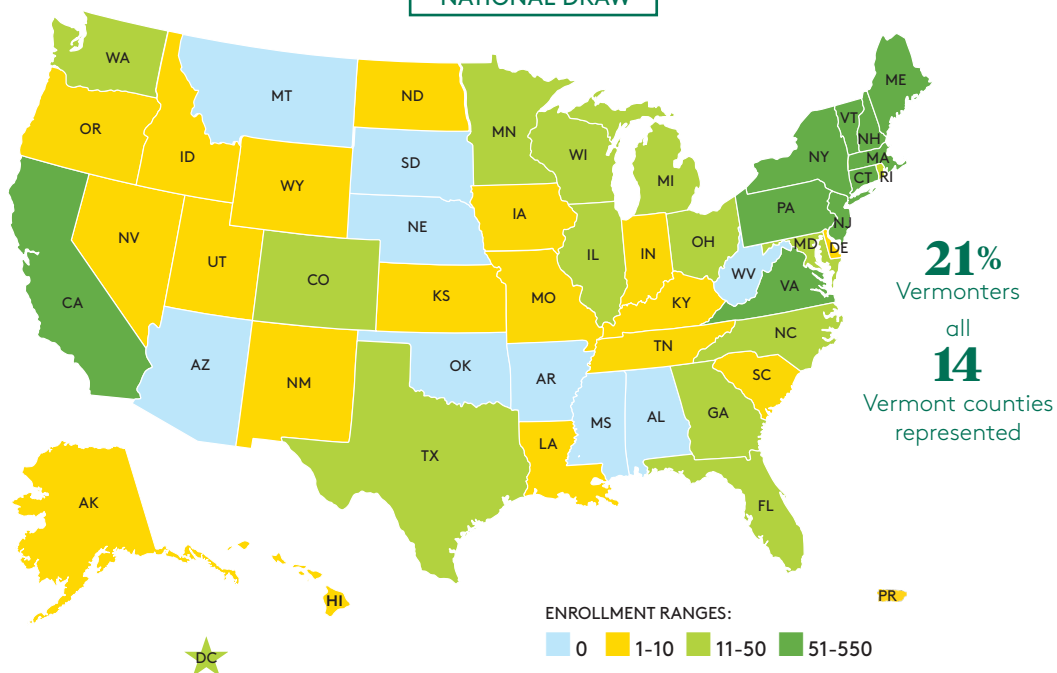 NATIONAL DRAW
WA
MT
ND
MN
ME
OR
ID
SD
WI
MI
VT
NH
NY
MA
CT
RI
WY
IA
PA
NJ
NE
OH
NV
UT
CO
IL
IN
MD
DE
WV
VA
CA
KS
MO
KY
NC
AZ
NM
OK
AR
TN
SC
MS
AL
GA
TX
LA
FL
AK
HI
PR
DC
21%
Vermonters
all
14
Vermont counties
represented
ENROLLMENT RANGES:
0 1-10 11-50 51-550